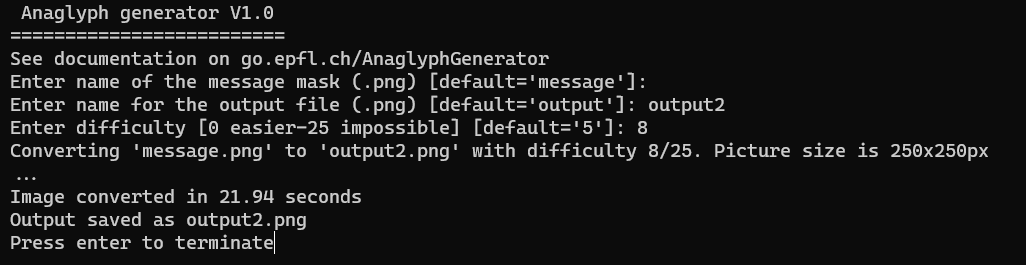 Anaglyph generator V1.0
=========================
See documentation on go.epfl.ch/AnaglyphGenerator
Enter name of the message mask (.png) [default='message']:
Enter name for the output file (.png) [default='output']: output2
Enter difficulty [0 easier-25 impossible] [default='5']: 8
Converting 'message.png' to 'output2.png' with difficulty 8/25. Picture size is 250x250px
...
Image converted in 21.94 seconds
Output saved as output2.png
Press enter to terminate